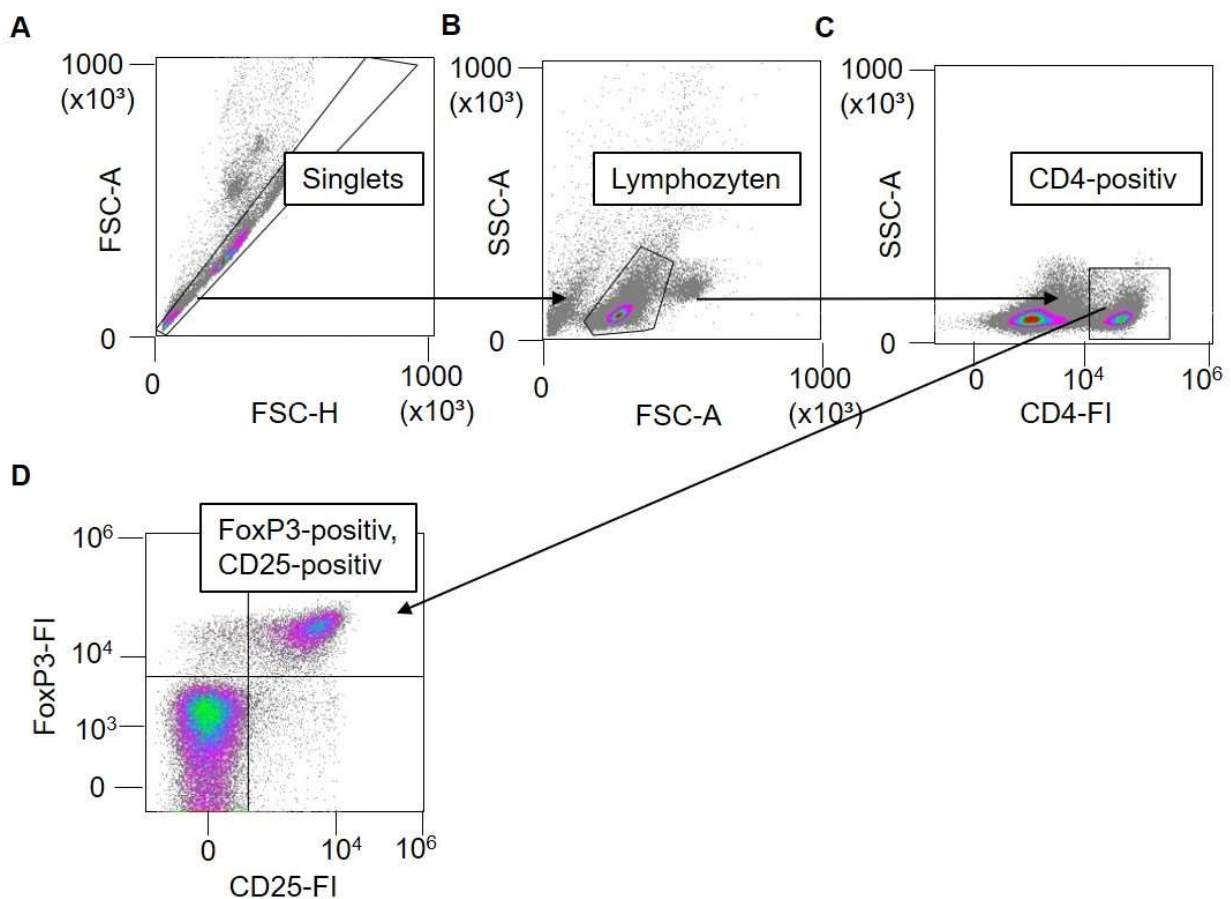 A
1000
(x10³)
FSC-A
Singlets
0
0
1000
(x10³)
FSC-H
B
1000
(x10³)
SSC-A
Lymphozyten
0
0
1000
(x10³)
FSC-A
C
1000
(x10³)
SSC-A
CD4-positiv
0
0
10⁴
10⁶
CD4-FI
D
10⁶
FoxP3-positiv,
CD25-positiv
FoxP3-FI
10⁴
10³
0
0
10⁴
10⁶
CD25-FI